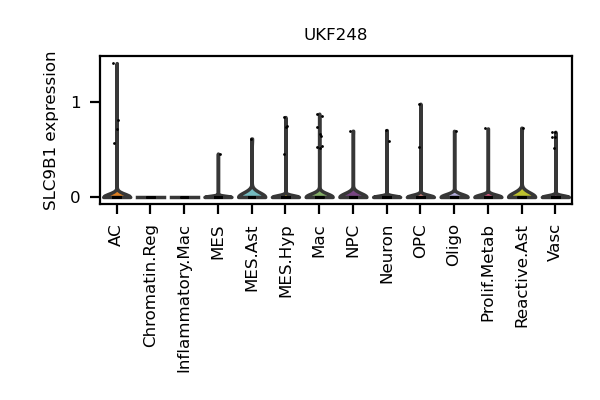 UKF248
SLC9B1 expression
1
0
AC
Chromatin.Reg
Inflammatory.Mac
MES
MES.Ast
MES.Hyp
Mac
NPC
Neuron
OPC
Oligo
Prolif.Metab
Reactive.Ast
Vasc